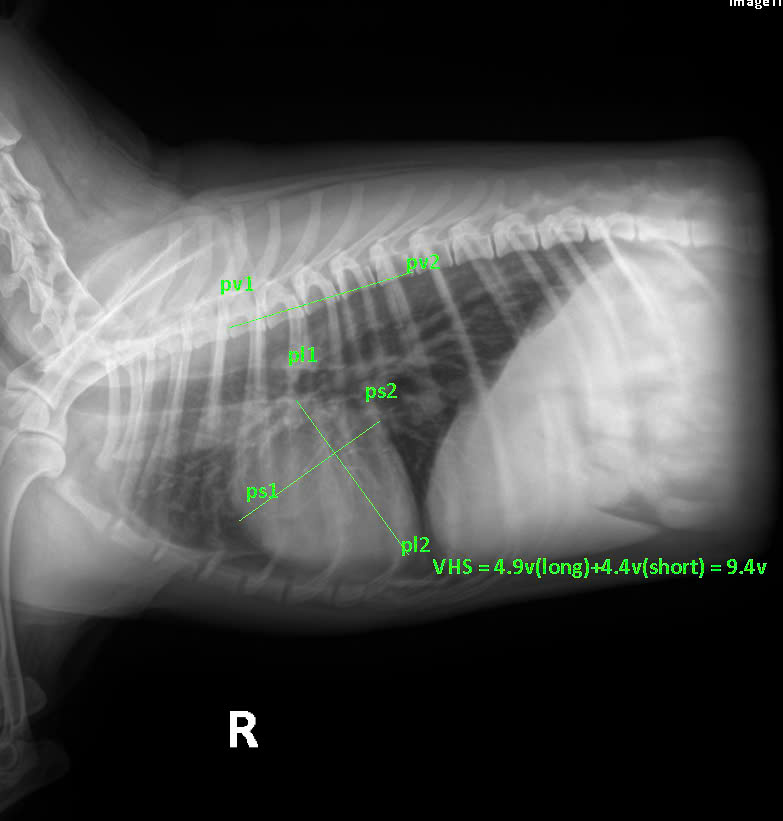 pv1
pv2
pl1
ps2
ps1
pl2
VHS = 4.9v(long)+4.4v(short) = 9.4v
R